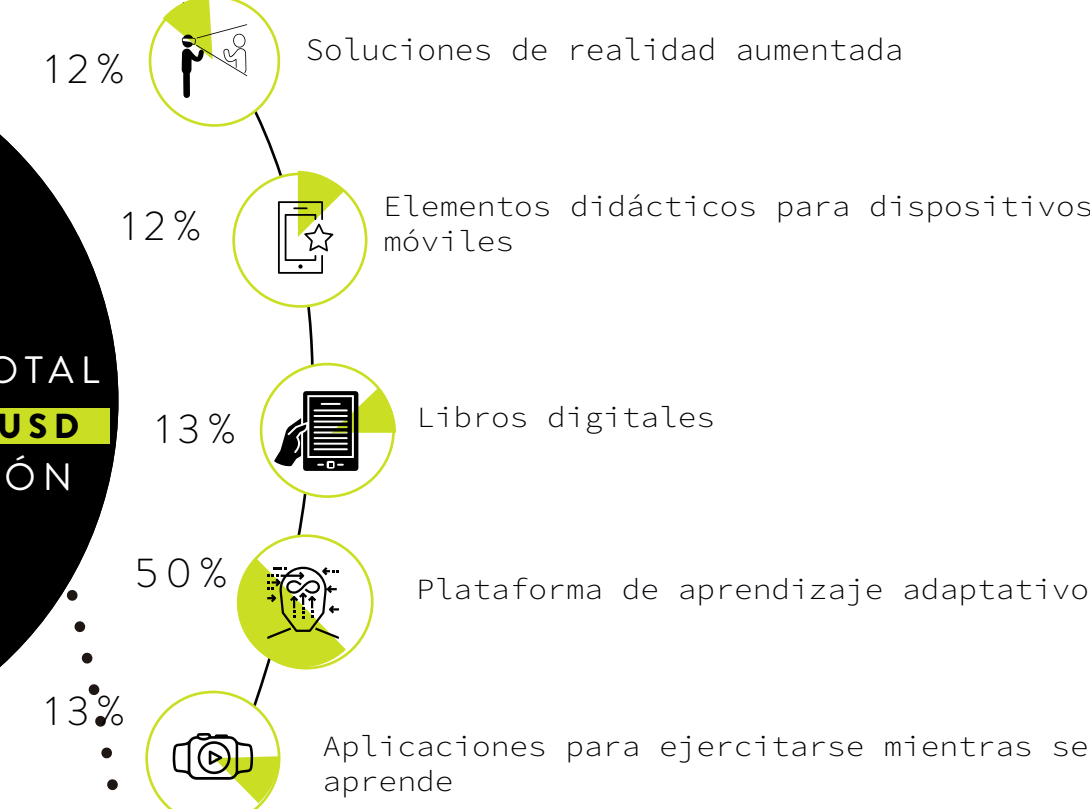 12%
Soluciones de realidad aumentada
12%
Elementos didácticos para dispositivos
móviles
OTAL
USD
IÓN
13%
Libros digitales
50%
Plataforma de aprendizaje adaptativo
13%
Aplicaciones para ejercitarse mientras se
aprende